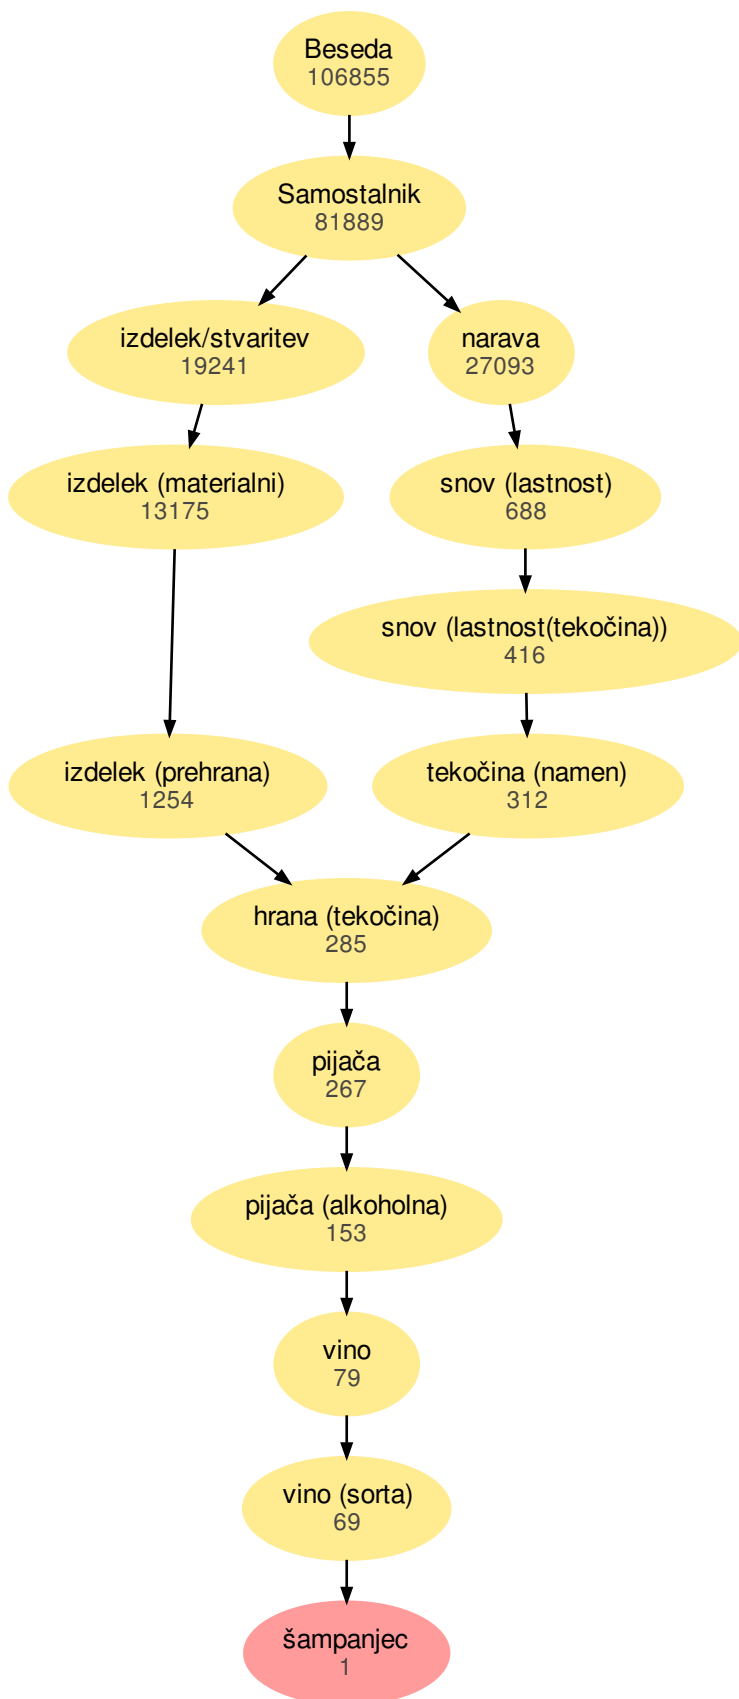 Beseda
106855
Samostalnik
81889
izdelek/stvaritev
19241
narava
27093
izdelek (materialni)
13175
snov (lastnost)
688
snov (lastnost(tekočina))
416
izdelek (prehrana)
1254
tekočina (namen)
312
hrana (tekočina)
285
pijača
267
pijača (alkoholna)
153
vino
79
vino (sorta)
69
šampanjec
1